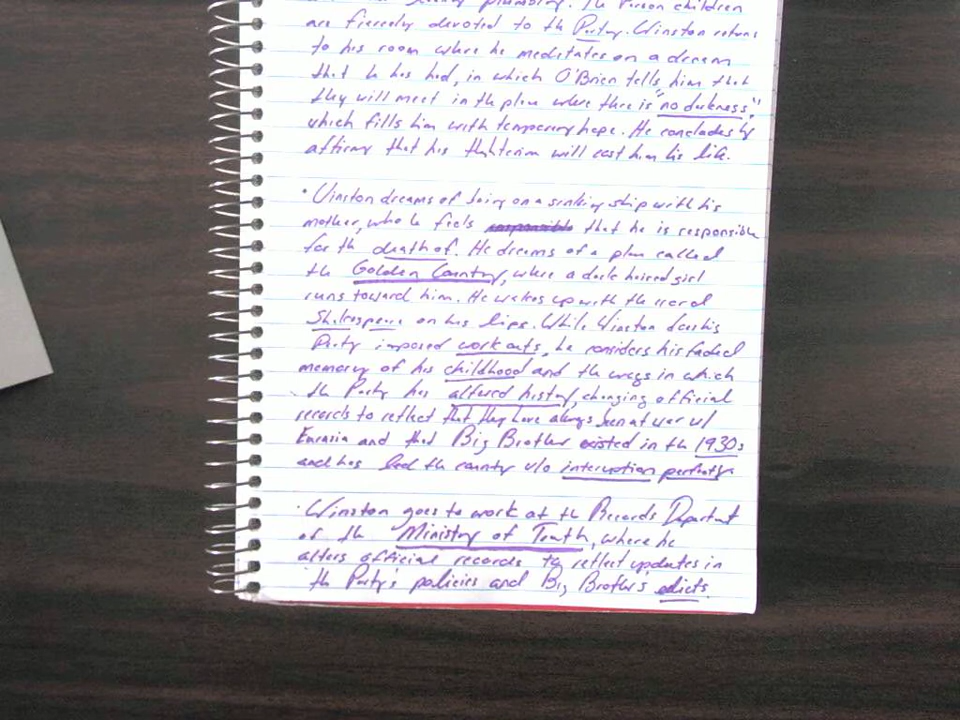 plumbing. The Parson children
are fiercely devoted to the Party. Winston returns
to his room where he meditates on a dream
that he has had, in which O'Brien tells him that
they will meet in the place where there is "no darkness",
which fills him with temporary hope. He concludes by
affirming that his thoughtcrime will cost him his life.
• Winston dreams of being on a sinking ship with his
mother, who he feels that he is responsible
for the death of. He dreams of a place called
the Golden Country, where a dark haired girl
runs toward him. He wakes up with the word
Shakespeare on his lips. While Winston does his
Party imposed workouts, he considers his faded
memory of his childhood and the ways in which
the Party has altered history, changing official
records to reflect that they have always been at war w/
Eurasia and that Big Brother existed in the 1930s
and has led the country w/o interruption perfectly
• Winston goes to work at the Records Department
of the Ministry of Truth, where he
alters official records to reflect updates in
the Party's policies and Big Brother's edicts.